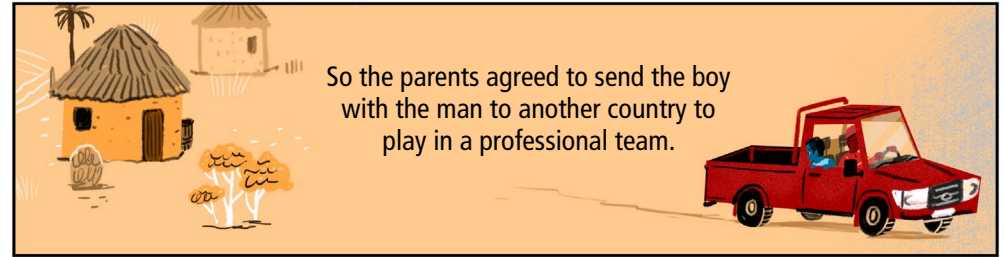 So the parents agreed to send the boy
with the man to another country to
play in a professional team.